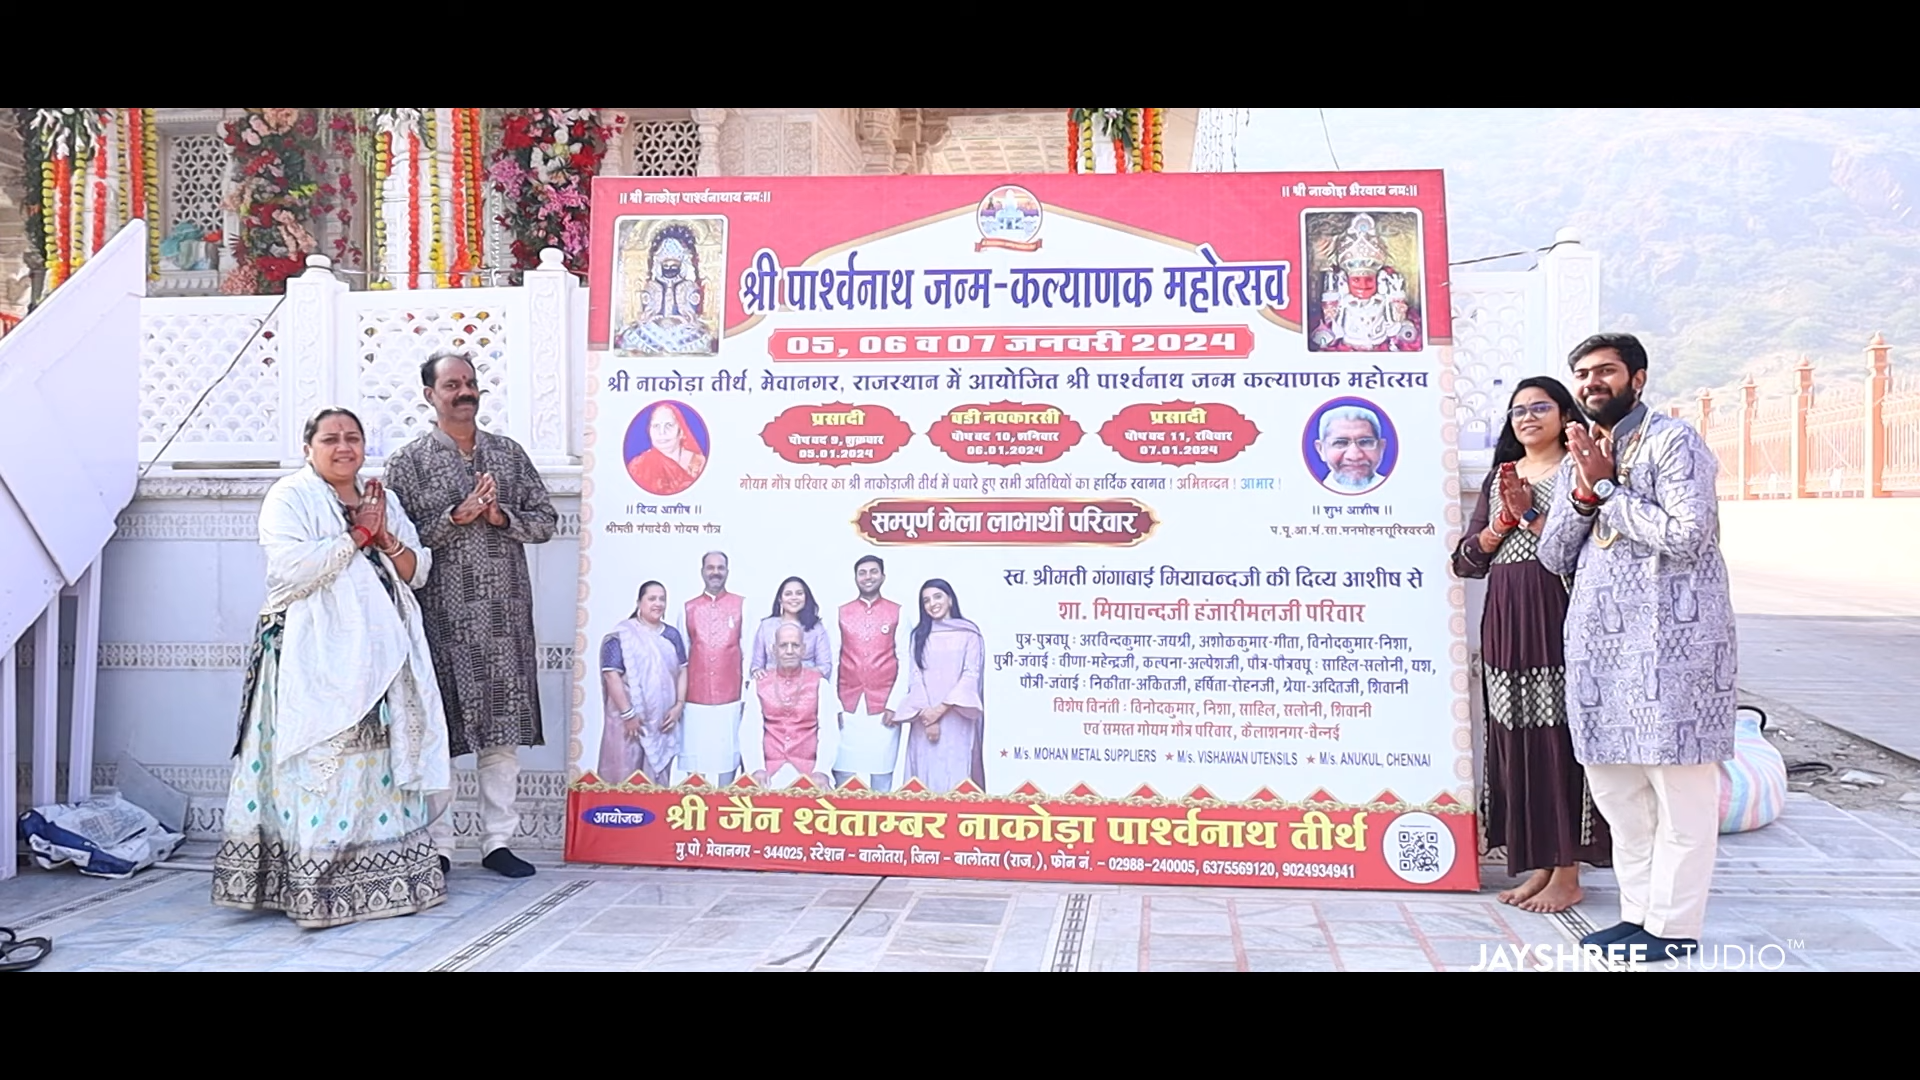 || श्री नाकोड़ा पार्श्वनाथाय नम:||
|| श्री नाकोड़ा भैरवाय नम:||
श्री पार्श्वनाथ जन्म-कल्याणक महोत्सव
05, 06 व 07 जनवरी 2024
श्री नाकोड़ा तीर्थ, मेवानगर, राजस्थान में आयोजित श्री पार्श्वनाथ जन्म कल्याणक महोत्सव
प्रसादी
पोष वद 9, शुक्रवार
05.01.2024
बडी नवकारसी
पोष वद 10, शनिवार
06.01.2024
प्रसादी
पोष वद 11, रविवार
07.01.2024
गोयम गौत्र परिवार का श्री नाकोडाजी तीर्थ में पधारे हुए सभी अतिथियों का हार्दिक स्वागत ! अभिनन्दन ! आभार !
|| दिव्य आशीष ||
श्रीमती गंगादेवी गोयम गौत्र
|| शुभ आशीष ||
प.पू.आ.भं.सा.मनमोहनसूरिश्वरजी
सम्पूर्ण मेला लाभार्थी परिवार
स्व. श्रीमती गंगाबाई मियाचन्दजी की दिव्य आशीष से
शा. मियाचन्दजी हंजारीमलजी परिवार
पुत्र-पुत्रवधू : अरविन्दकुमार-जयश्री, अशोककुमार-गीता, विनोदकुमार-निशा,
पुत्री-जंवाई : वीणा-महेन्द्रजी, कल्पना-अल्पेशजी, पौत्र-पौत्रवधू : साहिल-सलोनी, यश,
पौत्री-जंवाई : निकीता-अंकितजी, हर्षिता-रोहनजी, श्रेया-अदितजी, शिवानी
विशेष विनंती : विनोदकुमार, निशा, साहिल, सलोनी, शिवानी
एवं समस्त गोयम गौत्र परिवार, कैलाशनगर-चैन्नई
★ M/s. MOHAN METAL SUPPLIERS ★ M/s. VISHAWAN UTENSILS ★ M/s. ANUKUL, CHENNAI
आयोजक
श्री जैन श्वेताम्बर नाकोड़ा पार्श्वनाथ तीर्थ
मु.पो. मेवानगर - 344025, स्टेशन - बालोतरा, जिला - बालोतरा (राज.), फोन नं. - 02988-240005, 6375569120, 9024934941
JAYSHREE STUDIO™